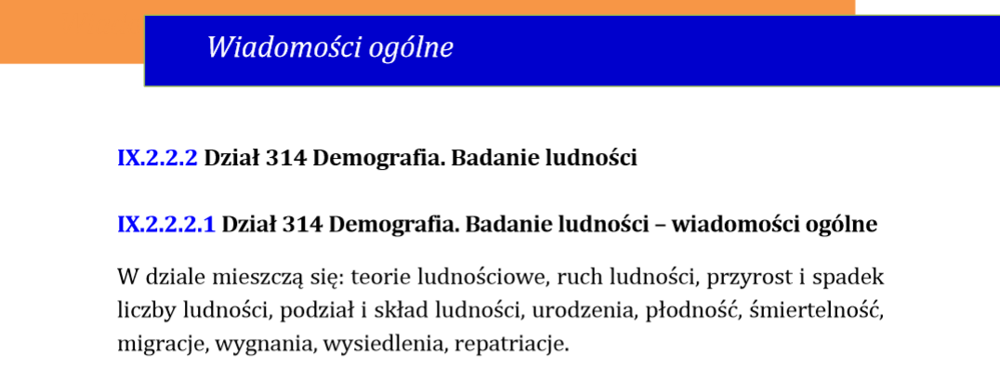 Wiadomości ogólne
IX.2.2.2 Dział 314 Demografia. Badanie ludności
IX.2.2.2.1 Dział 314 Demografia. Badanie ludności – wiadomości ogólne
W dziale mieszczą się: teorie ludnościowe, ruch ludności, przyrost i spadek
liczby ludności, podział i skład ludności, urodzenia, płodność, śmiertelność,
migracje, wygnania, wysiedlenia, repatriacje.